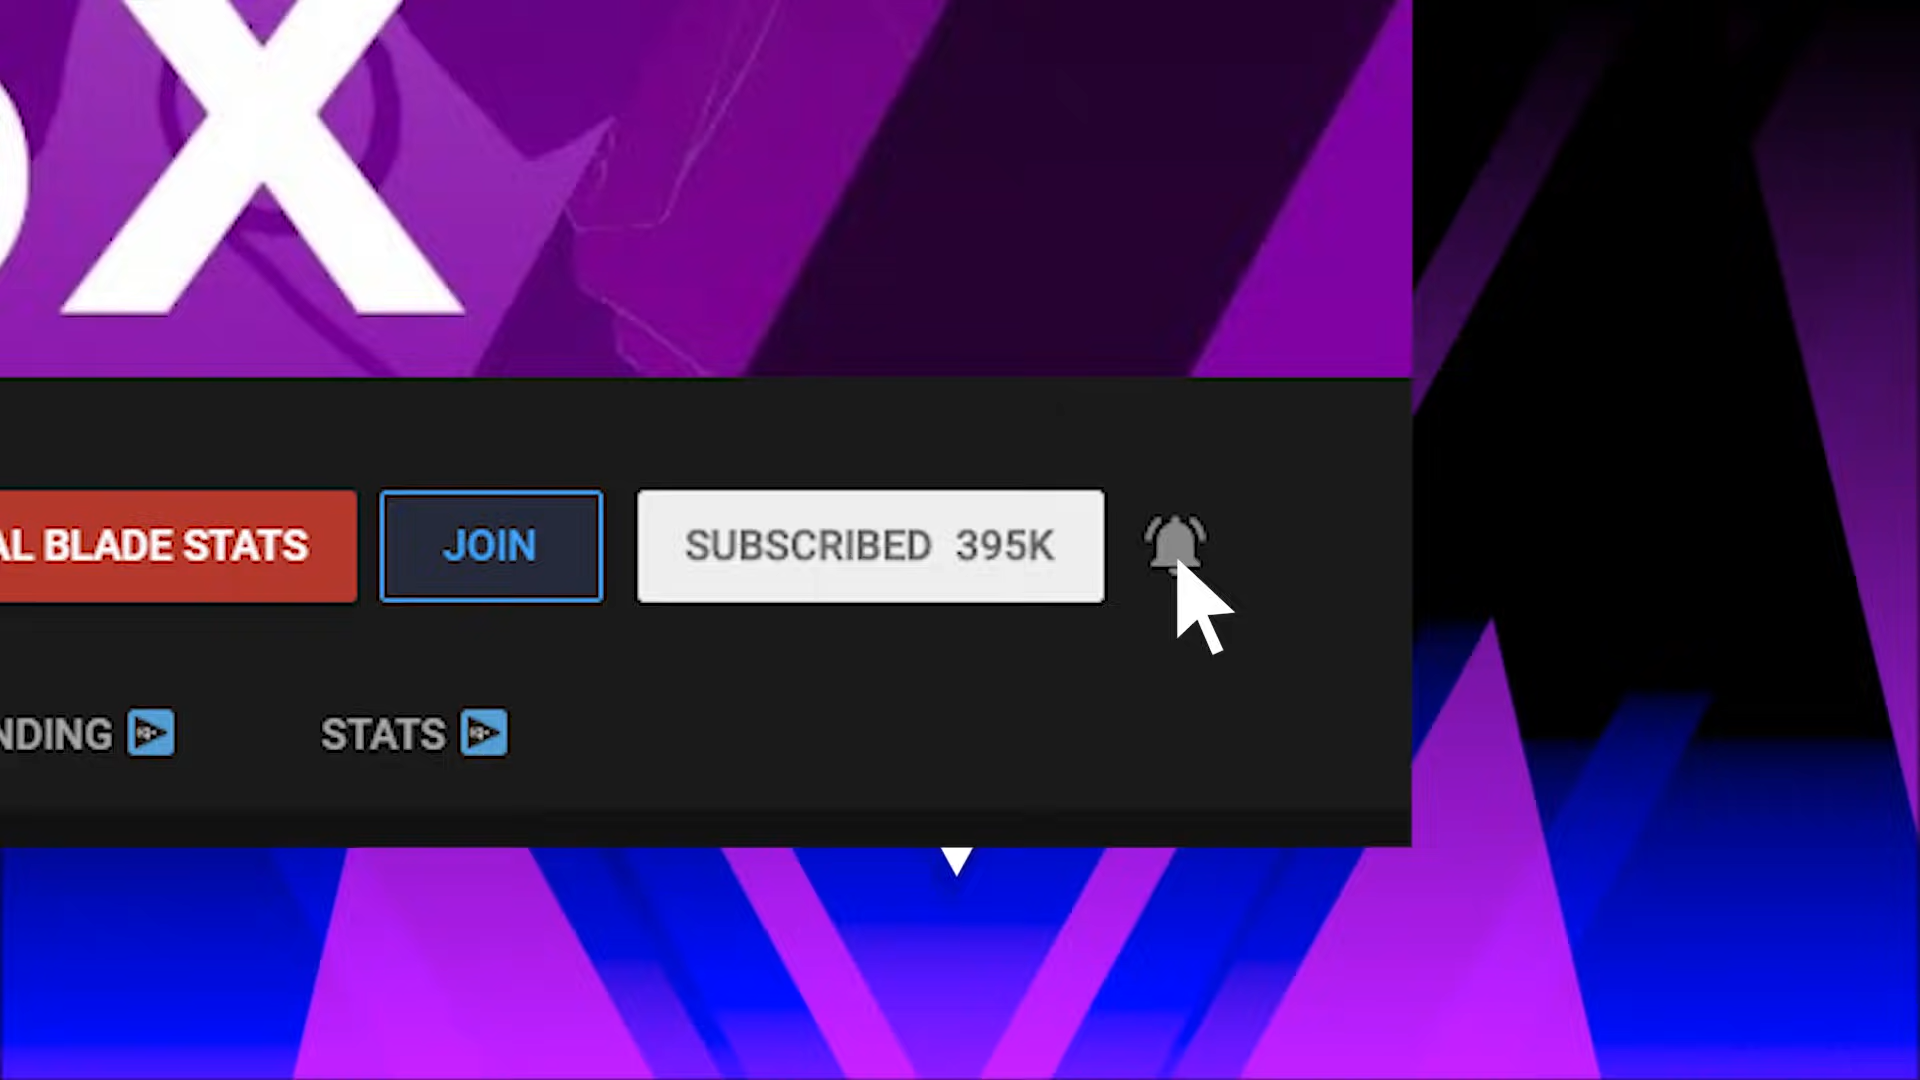 X
AL BLADE STATS
JOIN
SUBSCRIBED 395K
NDING
STATS